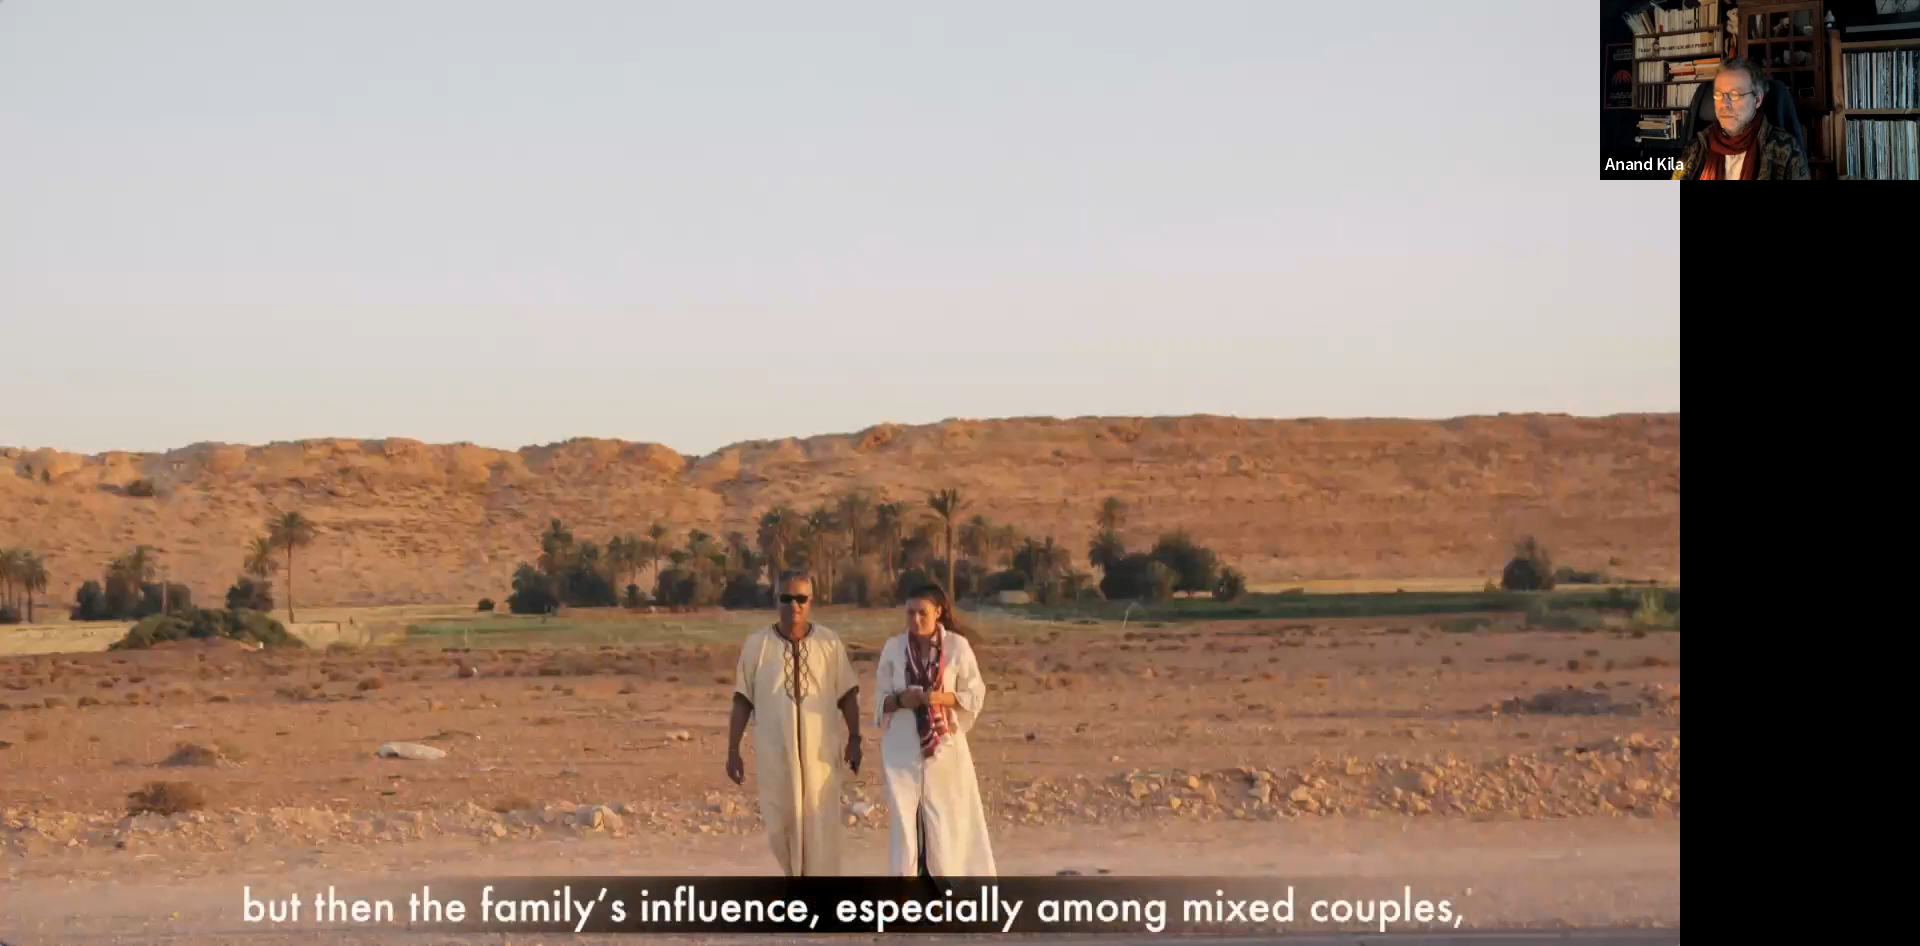 Anand Kila
but then the family’s influence, especially among mixed couples,